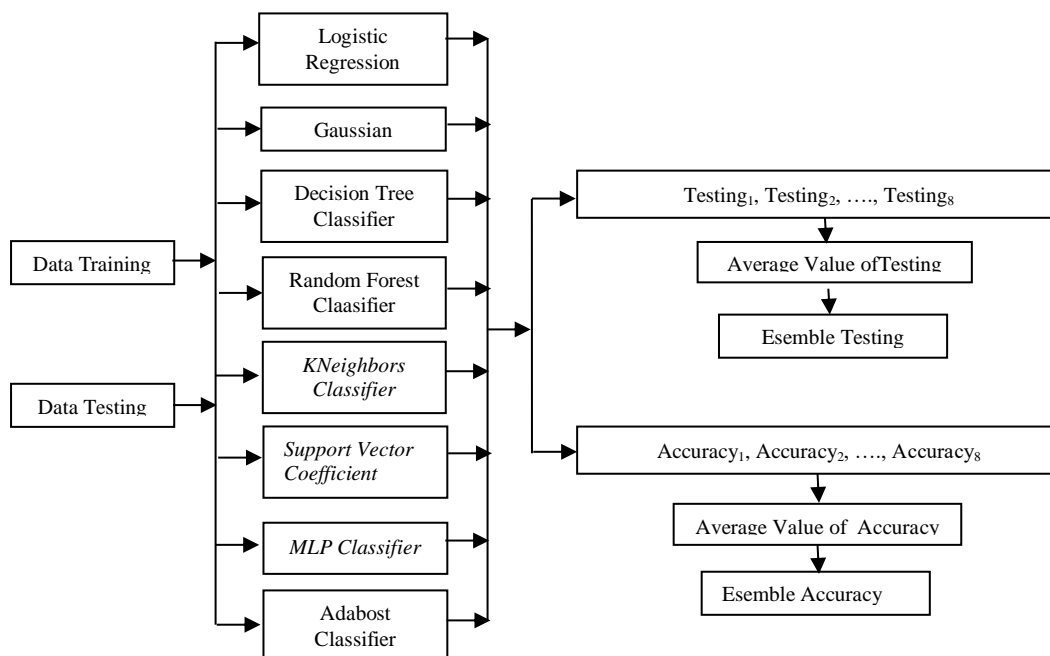 Logistic
Regression
Gaussian
Decision Tree
Classifier
Random Forest
Claasifier
KNeighbors
Classifier
Support Vector
Coefficient
MLP Classifier
Adabost
Classifier
Data Training
Data Testing
Testing₁, Testing₂, …., Testing₈
Average Value ofTesting
Esemble Testing
Accuracy₁, Accuracy₂, …., Accuracy₈
Average Value of Accuracy
Esemble Accuracy